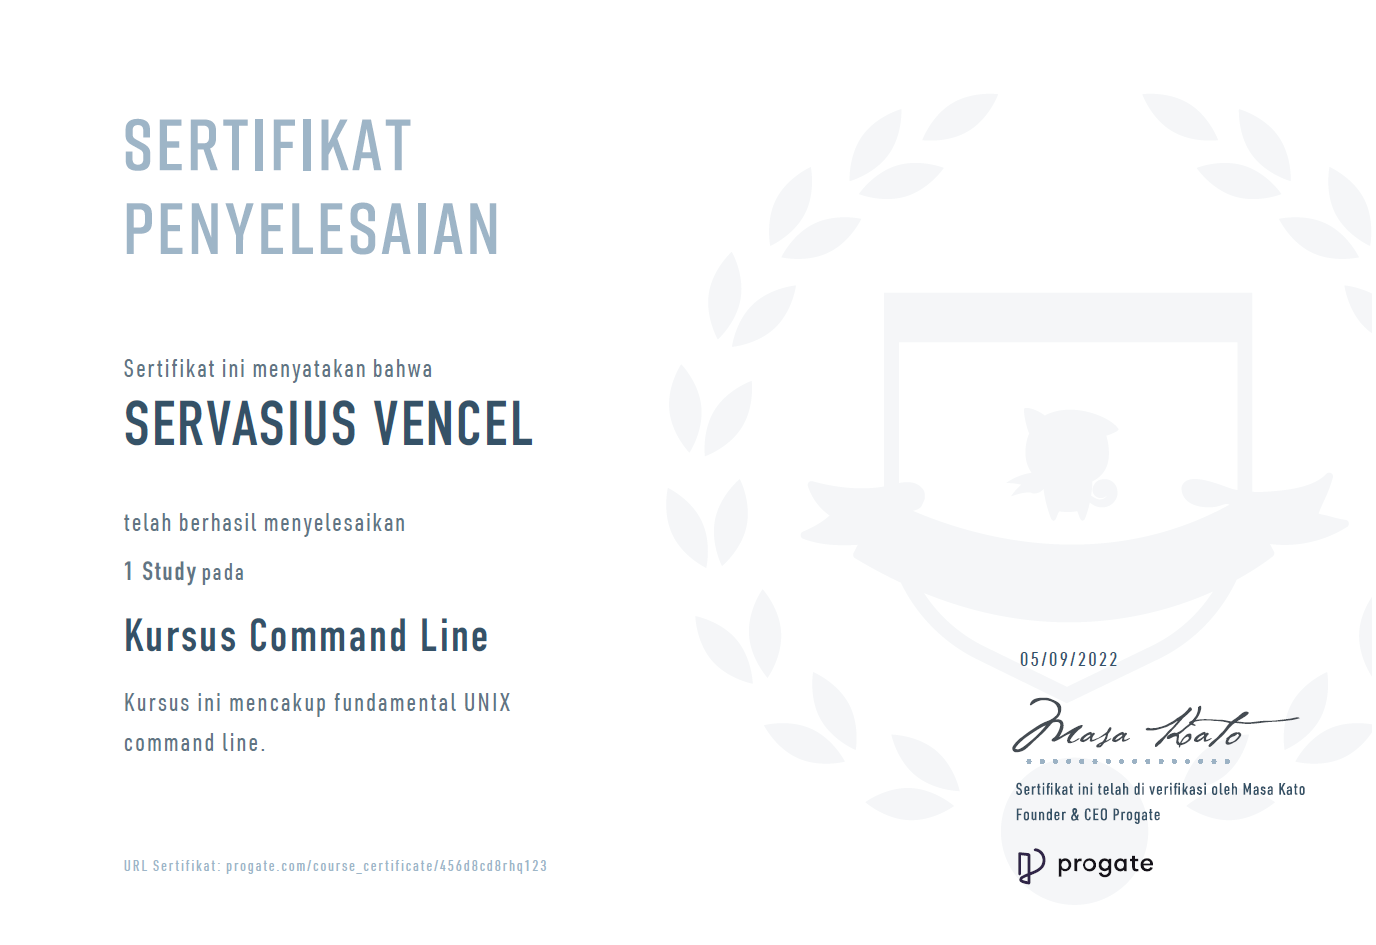 SERTIFIKAT
PENYELESAIAN
Sertifikat ini menyatakan bahwa
SERVASIUS VENCEL
telah berhasil menyelesaikan
1 Study pada
Kursus Command Line
Kursus ini mencakup fundamental UNIX
command line.
05/09/2022
Masa Kato
Sertifikat ini telah di verifikasi oleh Masa Kato
Founder & CEO Progate
progate
URL Sertifikat: progate.com/course_certificate/456d8cd8rhq123